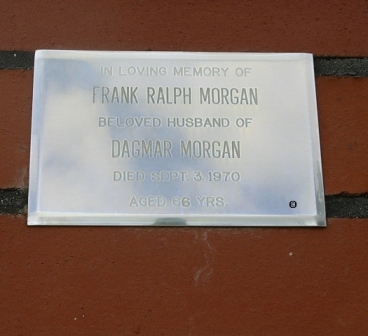 IN LOVING MEMORY OF
FRANK RALPH MORGAN
BELOVED HUSBAND OF
DAGMAR MORGAN
DIED SEPT 3 1970
AGED 66 YRS.